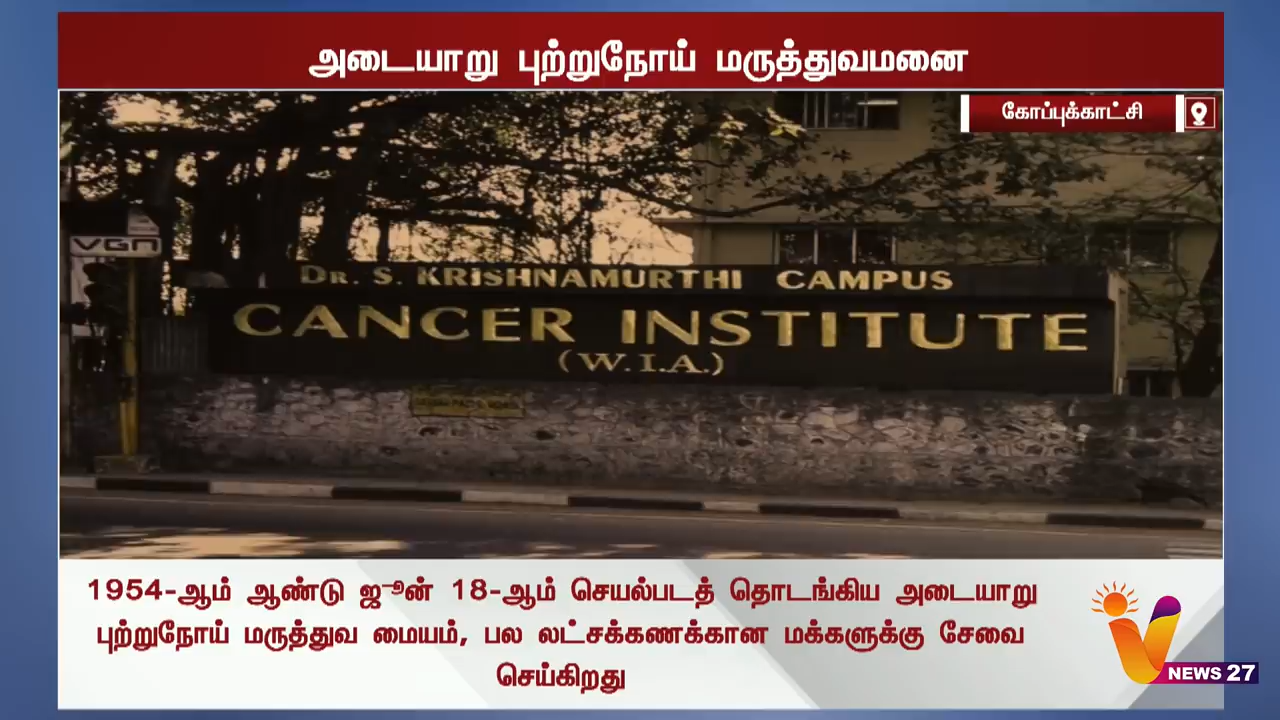 அடையாறு புற்றுநோய் மருத்துவமனை
கோப்புக்காட்சி
VGN
DR. S. KRISHNAMURTHI CAMPUS
CANCER INSTITUTE
(W.I.A.)
1954-ஆம் ஆண்டு ஜூன் 18-ஆம் செயல்படத் தொடங்கிய அடையாறு
புற்றுநோய் மருத்துவ மையம், பல லட்சக்கணக்கான மக்களுக்கு சேவை
செய்கிறது
NEWS 27